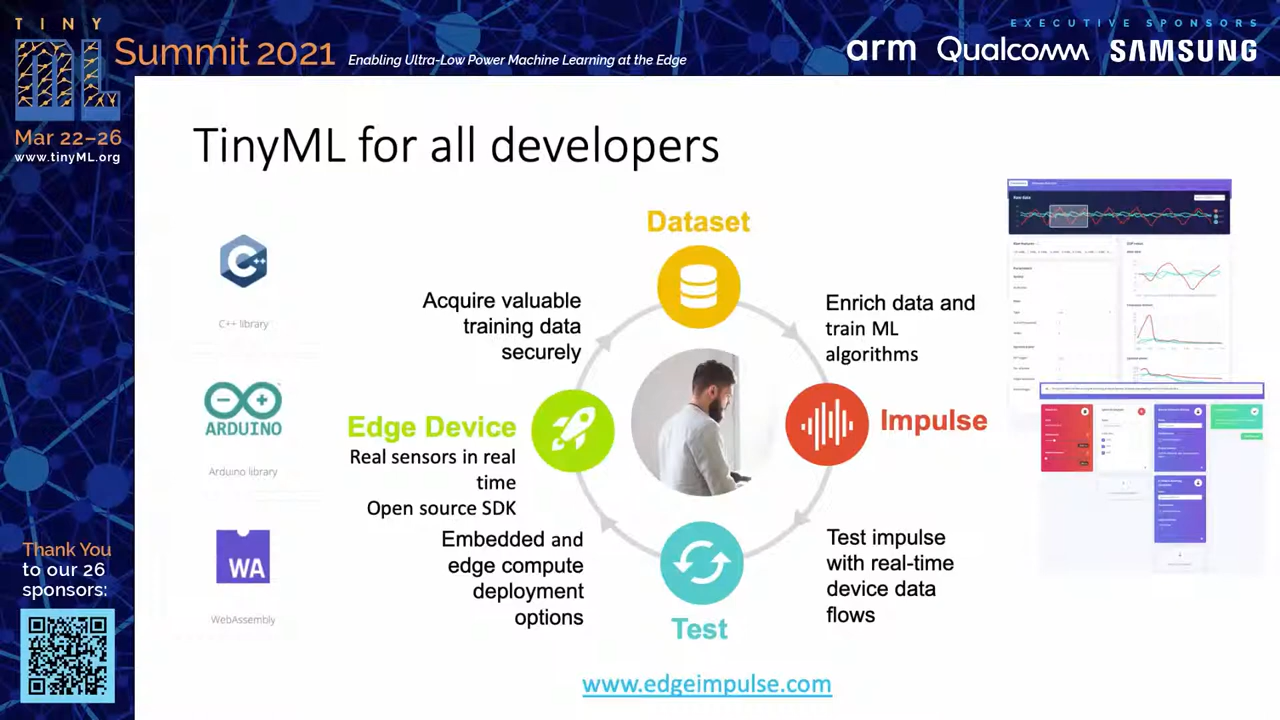 TINY
ML
Summit 2021
Enabling Ultra-Low Power Machine Learning at the Edge
EXECUTIVE SPONSORS
arm Qualcomm SAMSUNG
Mar 22–26
www.tinyML.org
TinyML for all developers
C++
C++ library
ARDUINO
Arduino library
WA
WebAssembly
Dataset
Acquire valuable
training data
securely
Enrich data and
train ML
algorithms
Edge Device
Real sensors in real
time
Open source SDK
Impulse
Embedded and
edge compute
deployment
options
Test impulse
with real-time
device data
flows
Test
www.edgeimpulse.com
Raw data
Thank You
to our 26
sponsors: